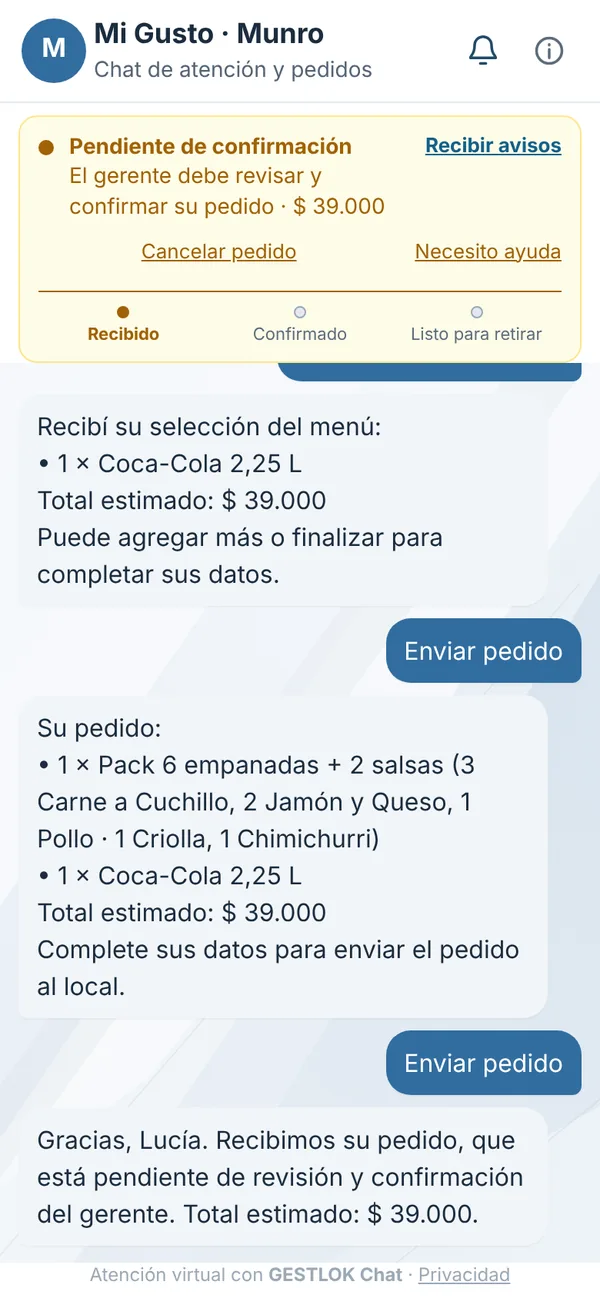 M
Mi Gusto · Munro
Chat de atención y pedidos
Pendiente de confirmación
Recibir avisos
El gerente debe revisar y
confirmar su pedido · $ 39.000
Cancelar pedido
Necesito ayuda
Recibido
Confirmado
Listo para retirar
Recibí su selección del menú:
• 1 × Coca-Cola 2,25 L
Total estimado: $ 39.000
Puede agregar más o finalizar para
completar sus datos.
Enviar pedido
Su pedido:
• 1 × Pack 6 empanadas + 2 salsas (3
Carne a Cuchillo, 2 Jamón y Queso, 1
Pollo · 1 Criolla, 1 Chimichurri)
• 1 × Coca-Cola 2,25 L
Total estimado: $ 39.000
Complete sus datos para enviar el pedido
al local.
Enviar pedido
Gracias, Lucía. Recibimos su pedido, que
está pendiente de revisión y confirmación
del gerente. Total estimado: $ 39.000.
Atención virtual con GESTLOK Chat · Privacidad